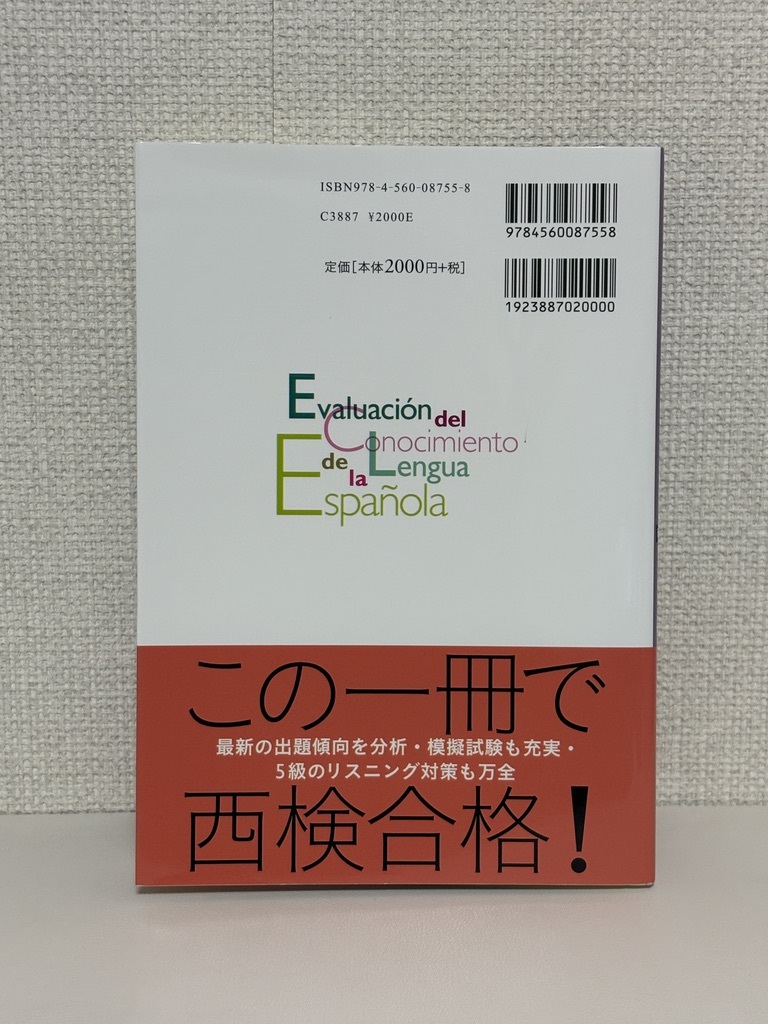 ISBN978-4-560-08755-8
C3887 ¥2000E
9784560087558
定価[本体2000円+税]
1923887020000
Evaluación del
Conocimiento
de la Lengua
Española
この一冊で
最新の出題傾向を分析・模擬試験も充実・
5級のリスニング対策も万全
西検合格!